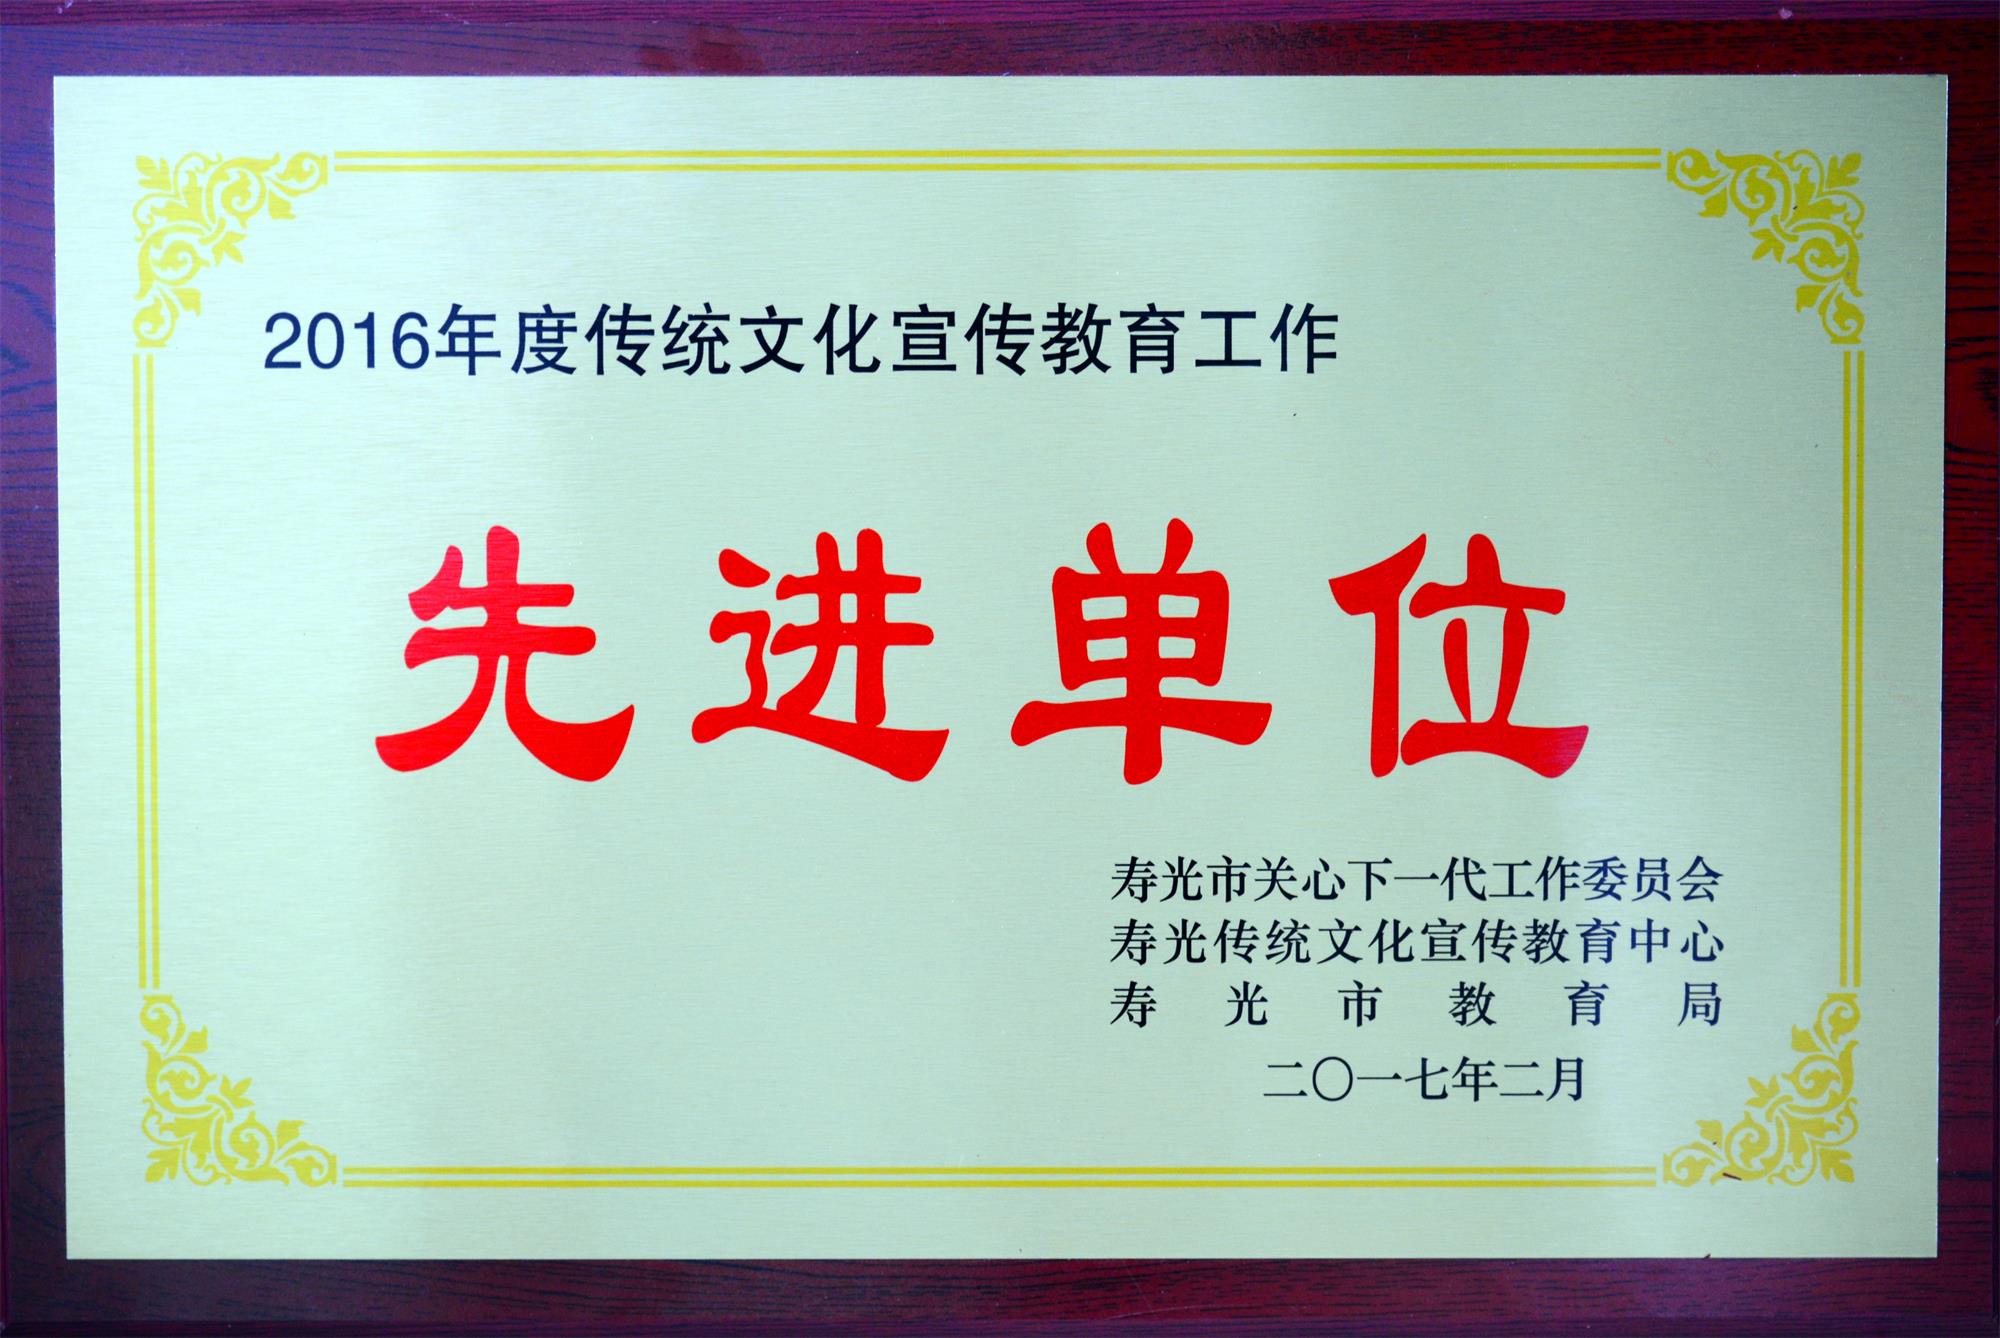 2016年度传统文化宣传教育工作
先进单位
寿光市关心下一代工作委员会
寿光传统文化宣传教育中心
寿光市教育局
二〇一七年二月